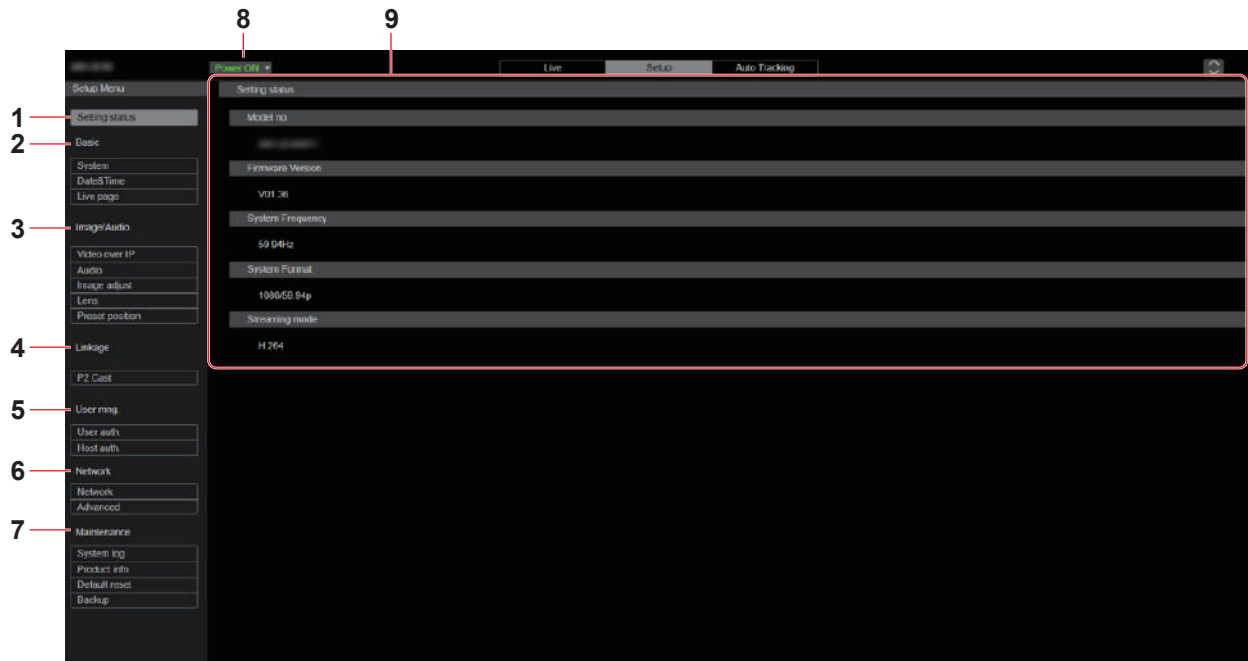 8 9
Power ON Live Setup Auto Tracking
Setup Menu Setting status
1 Setting status Model no.
2 Basic
System Firmware Version
Date&Time
Live page V01.36
System Frequency
3 Image/Audio
59.94Hz
Video over IP
Audio System Format
Image adjust
Lens 1080/59.94p
Preset position Streaming mode
4 Linkage H.264
P2 Cast
5 User mng.
User auth.
Host auth.
6 Network
Network
Advanced
7 Maintenance
System log
Product info.
Default reset
Backup